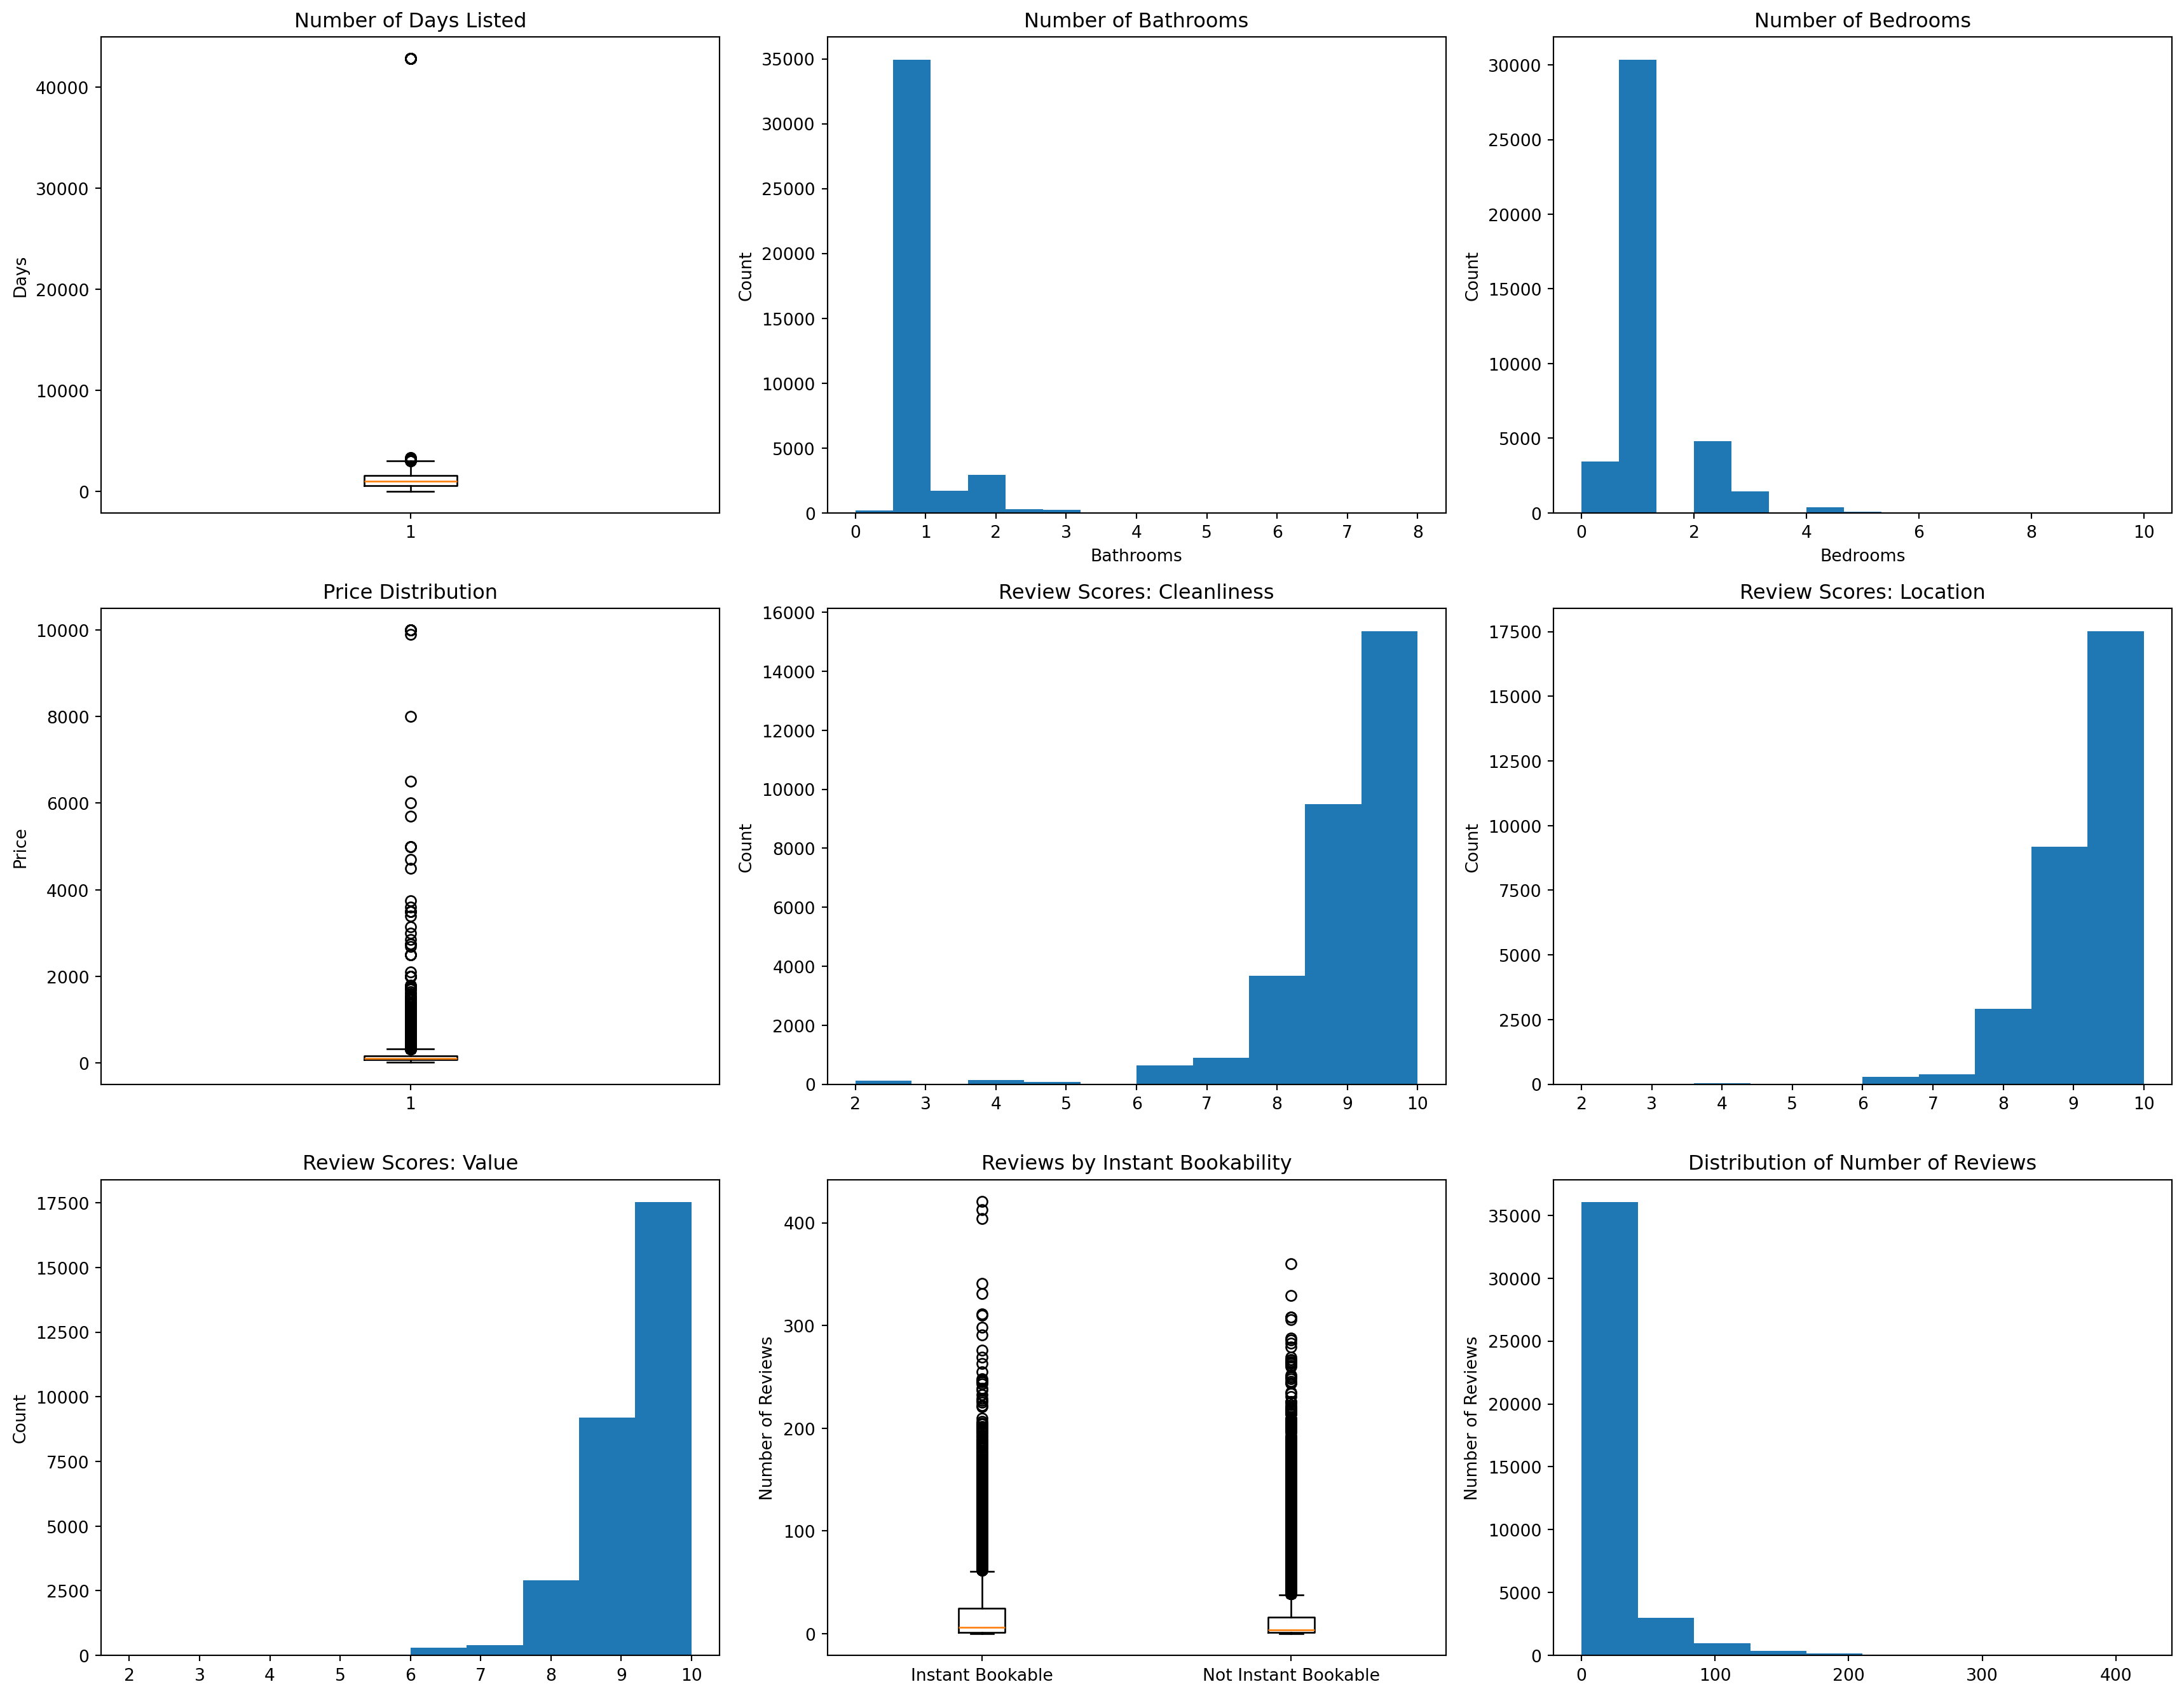 Number of Days Listed
40000
30000
20000
10000
0
Days
1
Number of Bathrooms
35000
30000
25000
20000
15000
10000
5000
0
Count
0 1 2 3 4 5 6 7 8
Bathrooms
Number of Bedrooms
30000
25000
20000
15000
10000
5000
0
Count
0 2 4 6 8 10
Bedrooms
Price Distribution
10000
8000
6000
4000
2000
0
Price
1
Review Scores: Cleanliness
16000
14000
12000
10000
8000
6000
4000
2000
0
Count
2 3 4 5 6 7 8 9 10
Review Scores: Location
17500
15000
12500
10000
7500
5000
2500
0
Count
2 3 4 5 6 7 8 9 10
Review Scores: Value
17500
15000
12500
10000
7500
5000
2500
0
Count
2 3 4 5 6 7 8 9 10
Reviews by Instant Bookability
400
300
200
100
0
Number of Reviews
Instant Bookable Not Instant Bookable
Distribution of Number of Reviews
35000
30000
25000
20000
15000
10000
5000
0
Number of Reviews
0 100 200 300 400